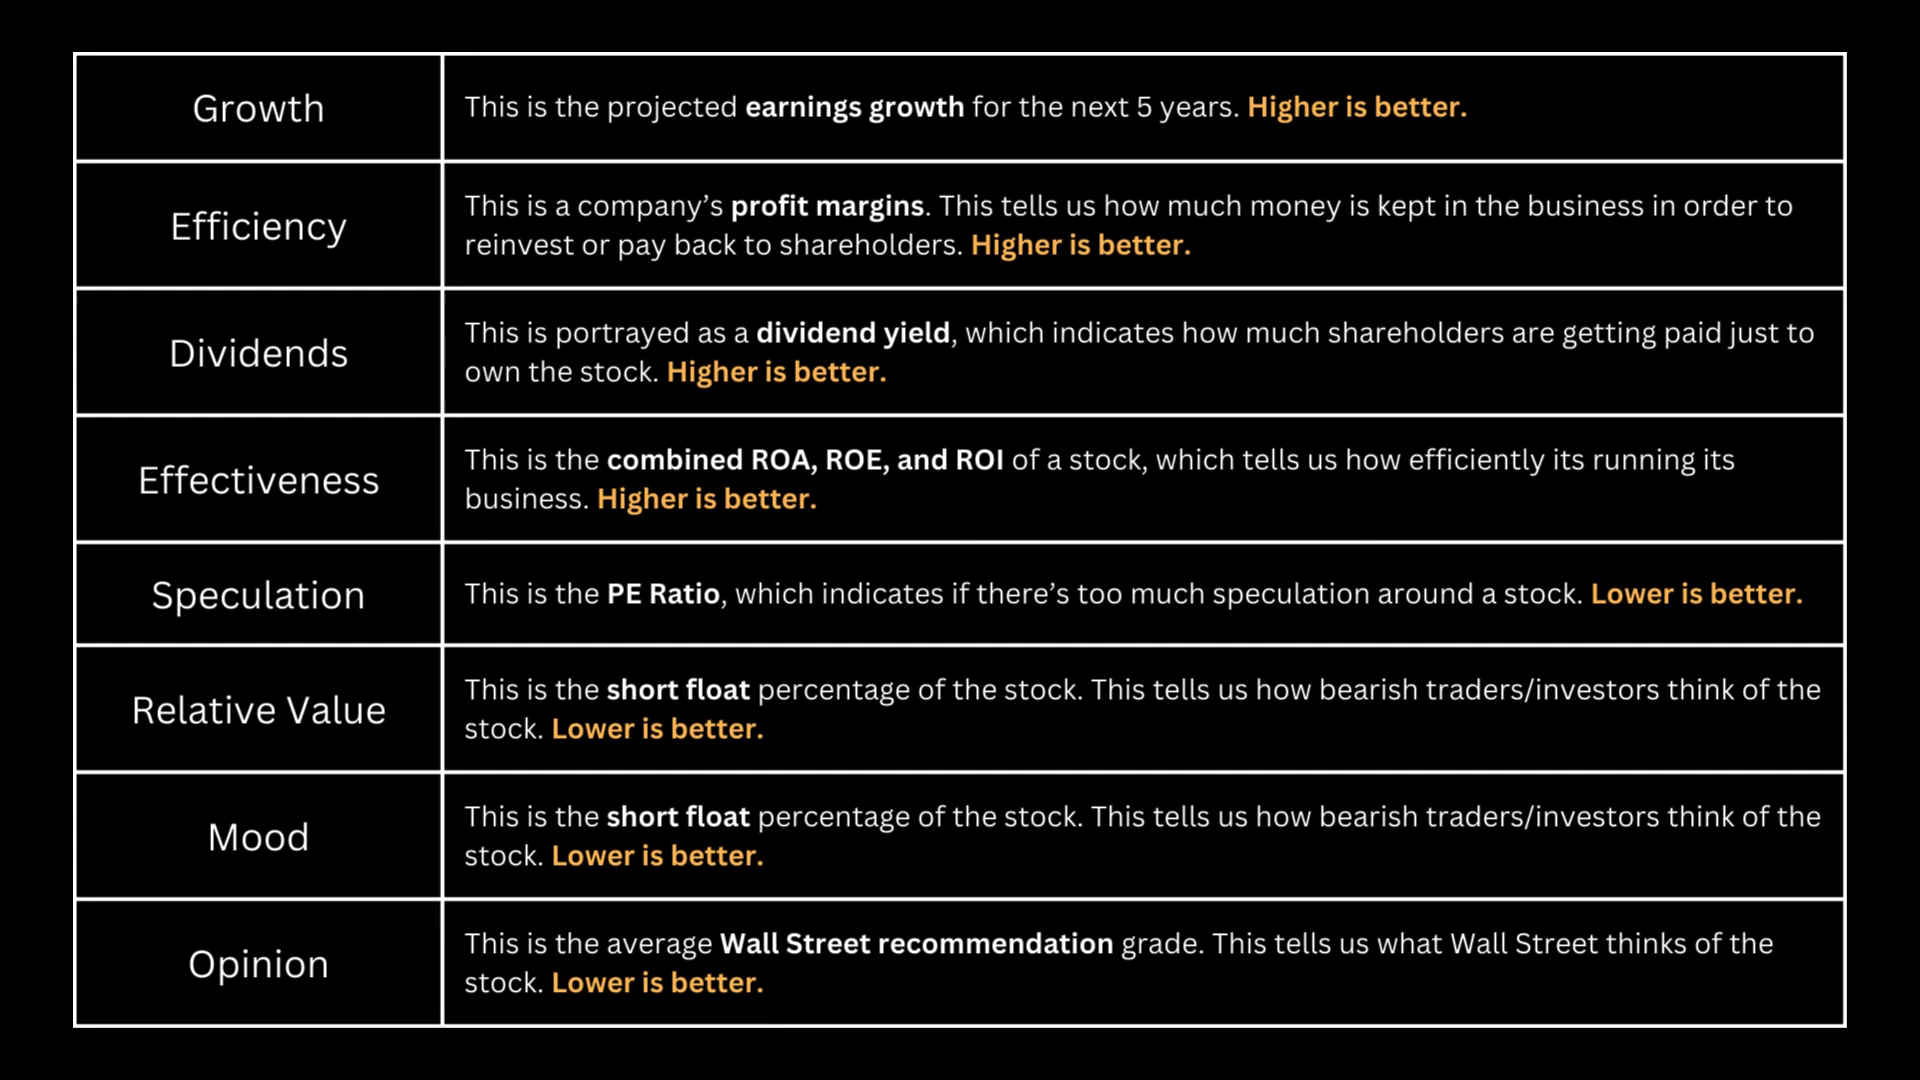 Growth
This is the projected earnings growth for the next 5 years. Higher is better.
Efficiency
This is a company’s profit margins. This tells us how much money is kept in the business in order to
reinvest or pay back to shareholders. Higher is better.
Dividends
This is portrayed as a dividend yield, which indicates how much shareholders are getting paid just to
own the stock. Higher is better.
Effectiveness
This is the combined ROA, ROE, and ROI of a stock, which tells us how efficiently its running its
business. Higher is better.
Speculation
This is the PE Ratio, which indicates if there’s too much speculation around a stock. Lower is better.
Relative Value
This is the short float percentage of the stock. This tells us how bearish traders/investors think of the
stock. Lower is better.
Mood
This is the short float percentage of the stock. This tells us how bearish traders/investors think of the
stock. Lower is better.
Opinion
This is the average Wall Street recommendation grade. This tells us what Wall Street thinks of the
stock. Lower is better.